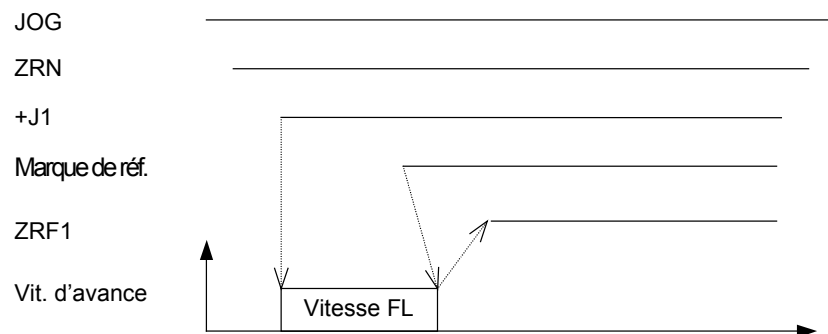 JOG
ZRN
+J1
Marque de réf.
ZRF1
Vit. d'avance
Vitesse FL